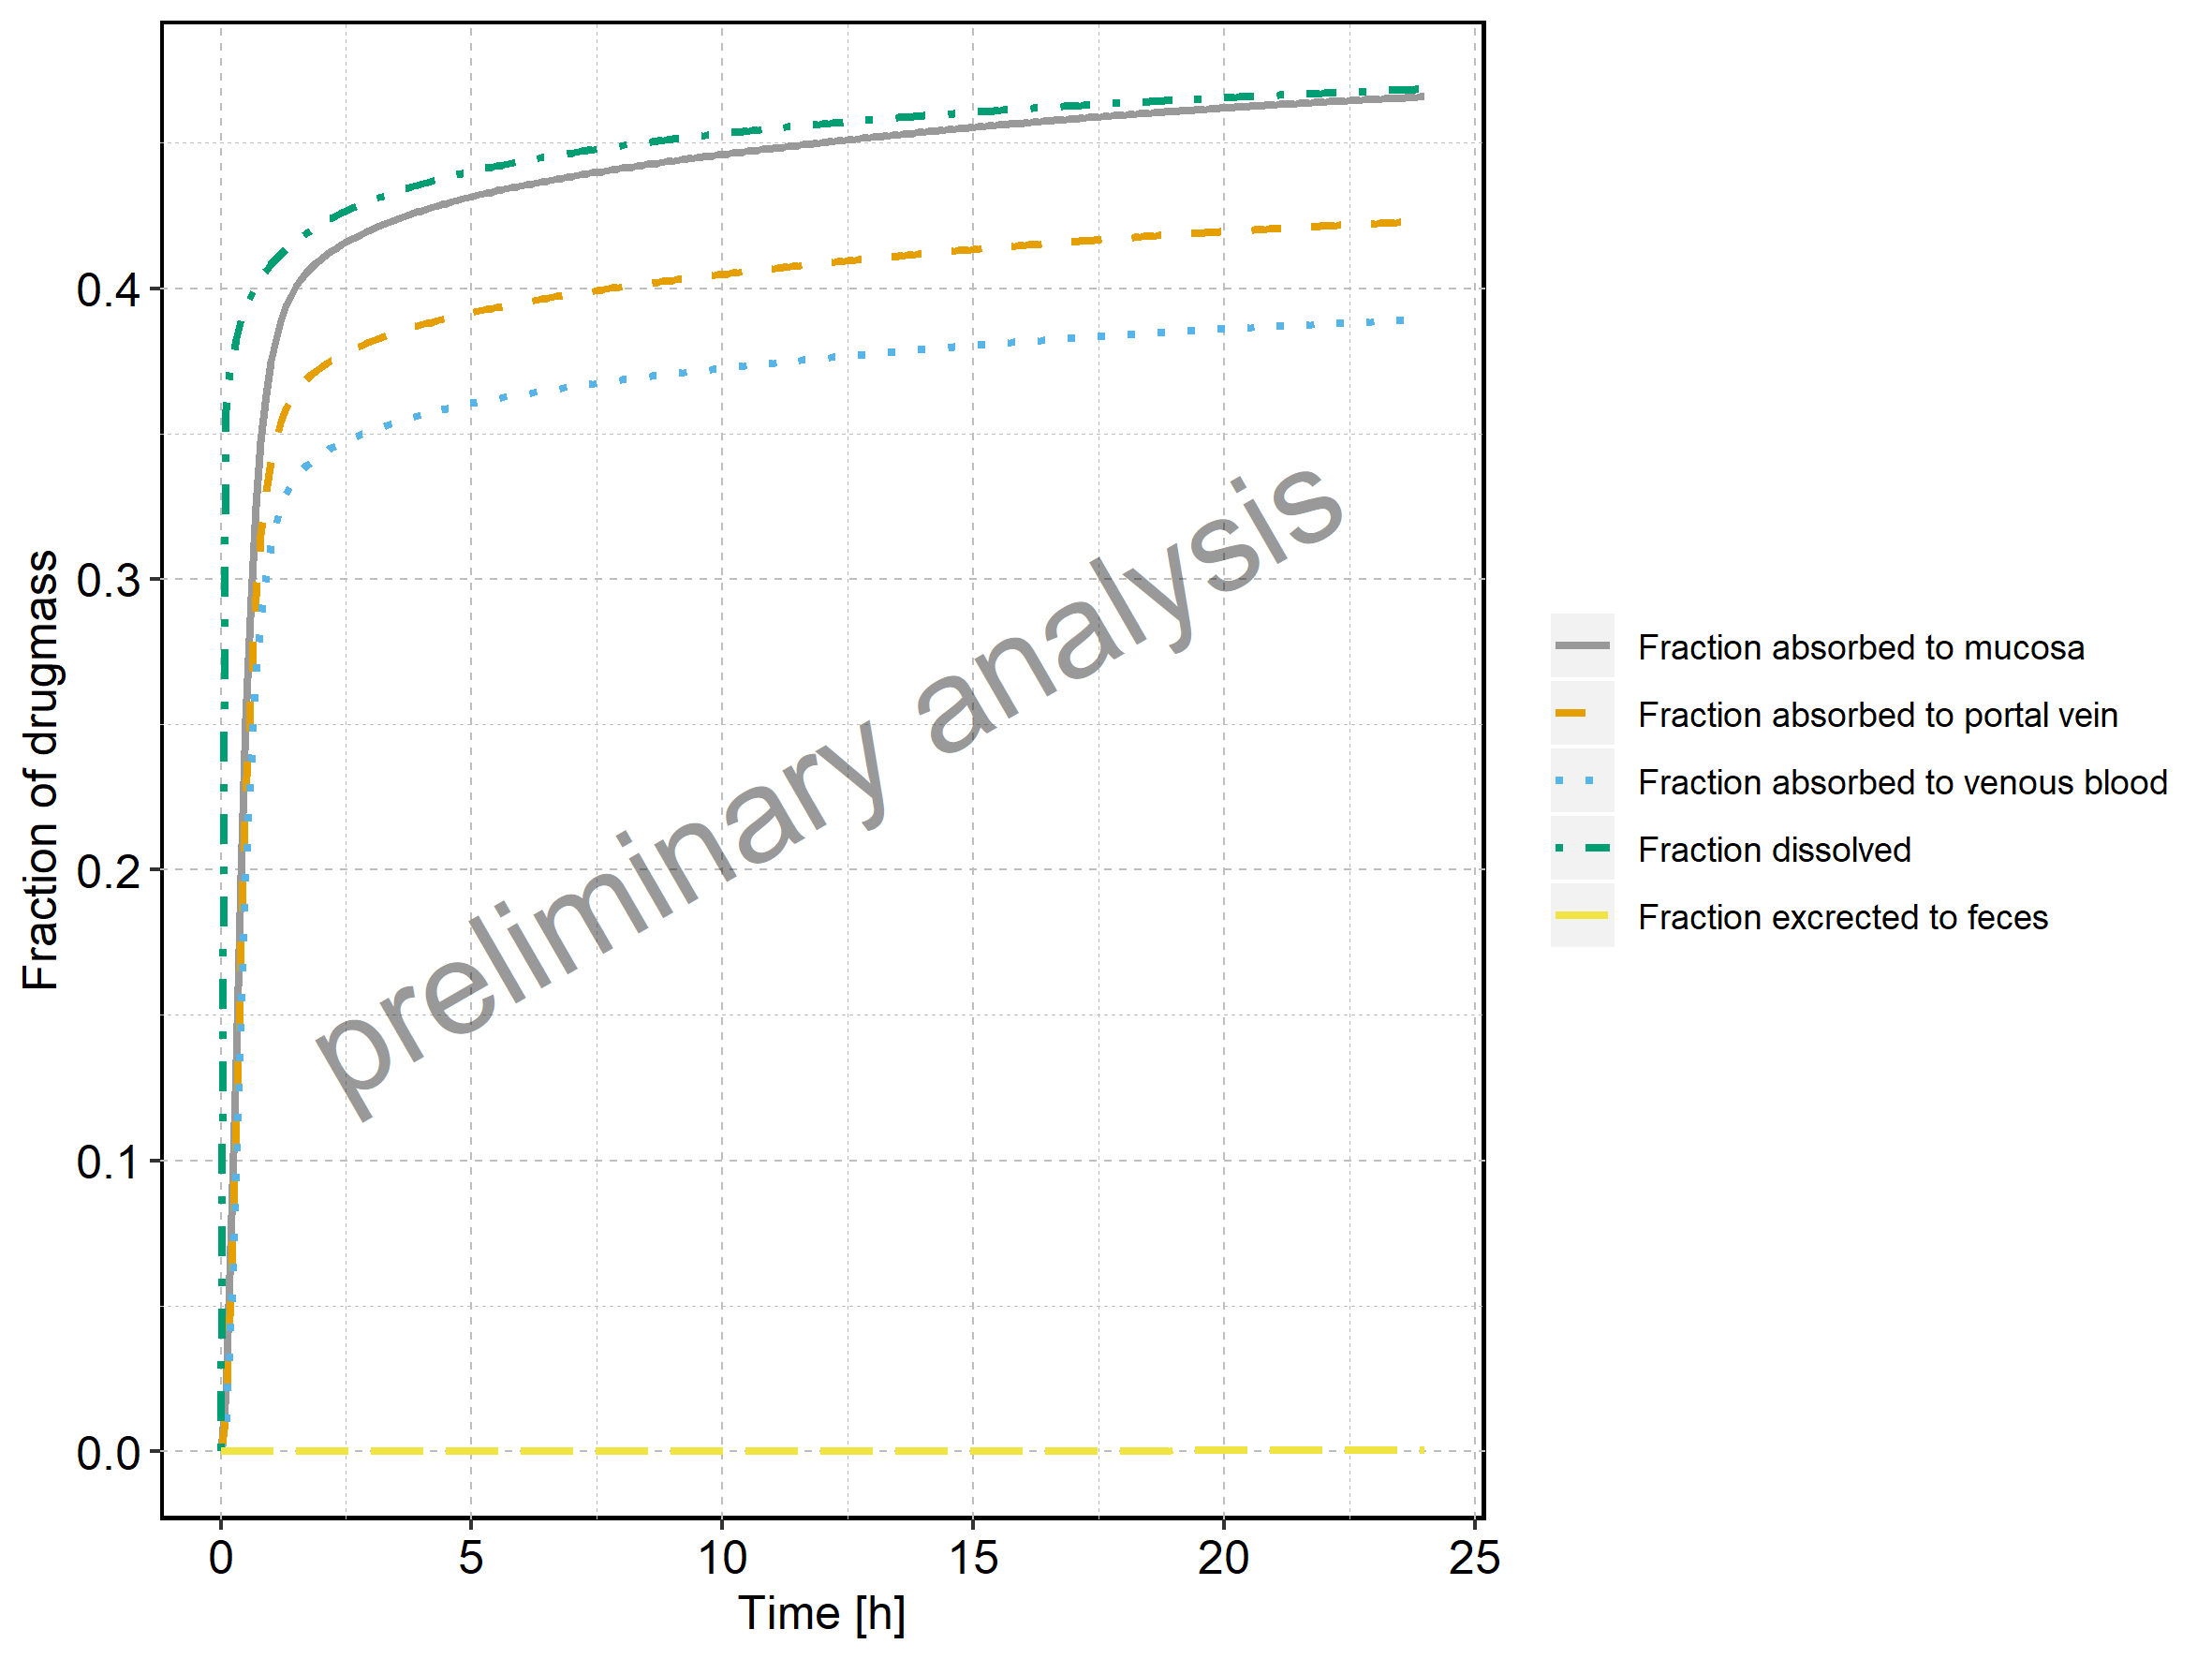 Fraction of drugmass
0.4
0.3
0.2
0.1
0.0
preliminary analysis
0 5 10 15 20 25
Time [h]
Fraction absorbed to mucosa
Fraction absorbed to portal vein
Fraction absorbed to venous blood
Fraction dissolved
Fraction excrected to feces